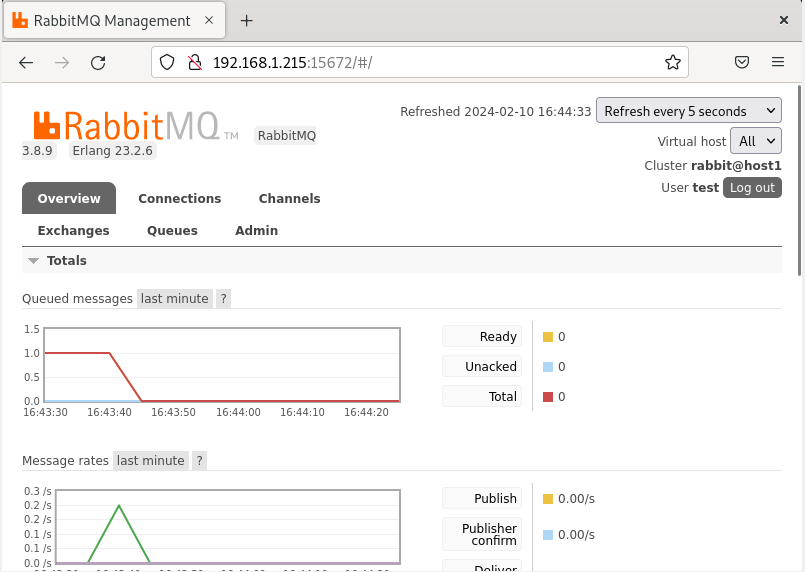 RabbitMQ Management
192.168.1.215:15672/#/
Refreshed 2024-02-10 16:44:33 Refresh every 5 seconds
RabbitMQ TM RabbitMQ
3.8.9 Erlang 23.2.6
Virtual host All
Cluster rabbit@host1
User test Log out
Overview Connections Channels
Exchanges Queues Admin
Totals
Queued messages last minute ?
1.5
1.0
0.5
0.0
16:43:30 16:43:40 16:43:50 16:44:00 16:44:10 16:44:20
Ready 0
Unacked 0
Total 0
Message rates last minute ?
0.3 /s
0.2 /s
0.2 /s
0.1 /s
0.1 /s
0.0 /s
Publish 0.00/s
Publisher
confirm 0.00/s
Deliver